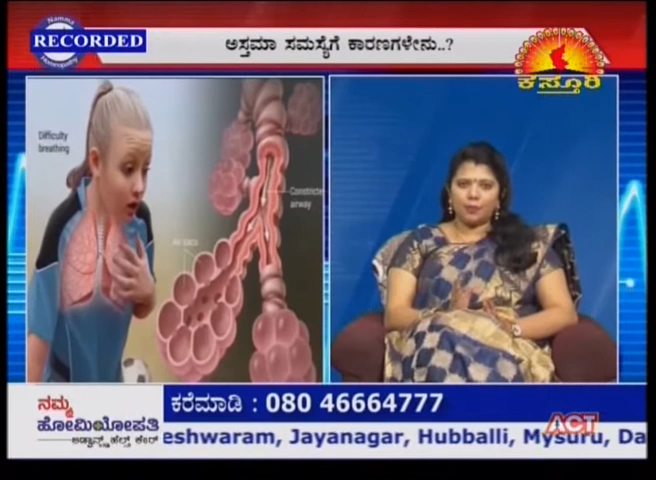 Namma
RECORDED
Homeopathy
ಅಸ್ತಮಾ ಸಮಸ್ಯೆಗೆ ಕಾರಣಗಳೇನು..?
ಕಸ್ತೂರಿ
Difficulty
breathing
Constricte
airway
Air sacs
ನಮ್ಮ
ಹೋಮಿಯೋಪತಿ
ಅಡ್ವಾನ್ಸ್ಡ್ ಹೆಲ್ತ್ ಕೇರ್
ಕರೆಮಾಡಿ : 080 46664777
ACT
eshwaram, Jayanagar, Hubballi, Mysuru, Da